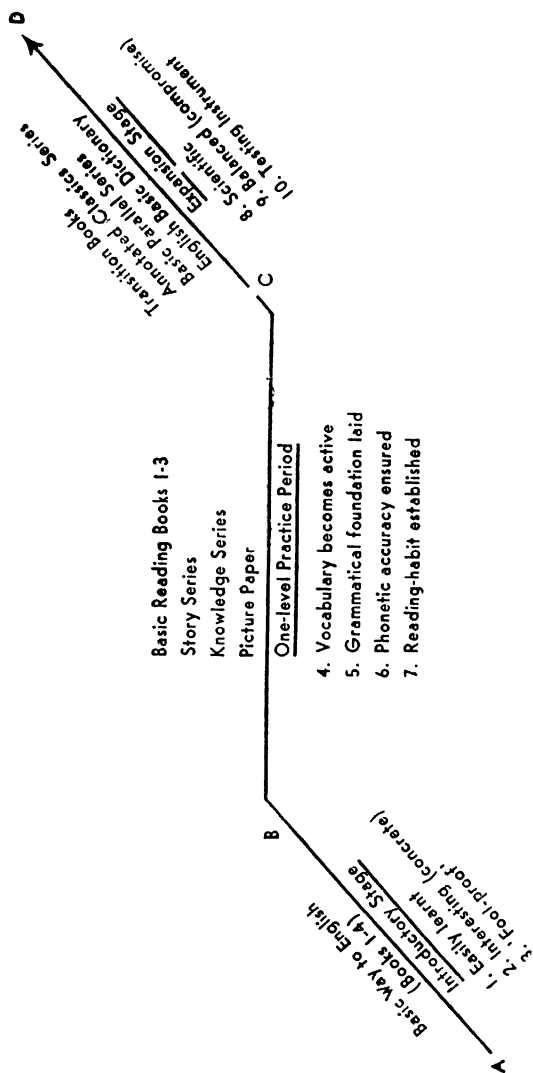 A
Basic Way to English
(Books 1-4)
Introductory Stage
1. Easily learnt
2. Interesting (concrete)
3. 'Fool-proof'
B
Basic Reading Books 1-3
Story Series
Knowledge Series
Picture Paper
One-level Practice Period
4. Vocabulary becomes active
5. Grammatical foundation laid
6. Phonetic accuracy ensured
7. Reading-habit established
C
Transition Books
Annotated Classics Series
Basic Parallel Series
English Basic Dictionary
Expansion Stage
8. Scientific
9. Balanced (compromise)
10. Testing Instrument
D